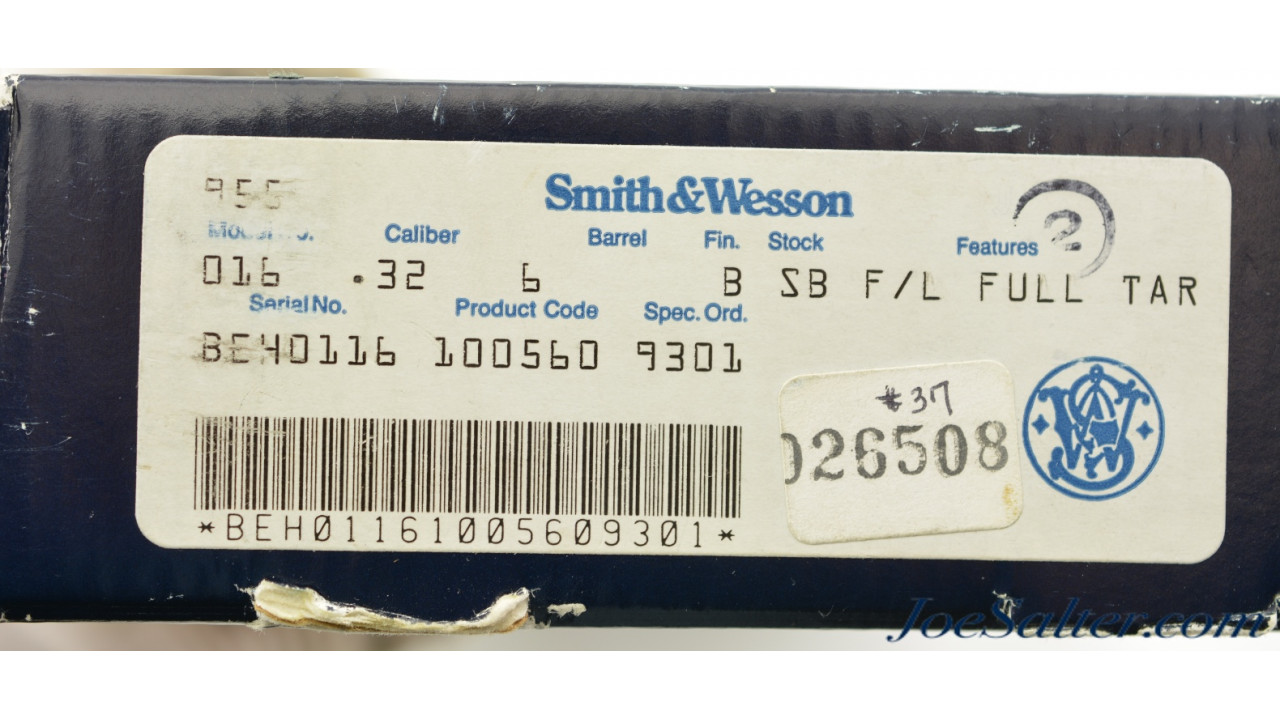 Smith&Wesson
Caliber Barrel Fin. Stock Features 2
016 .32 6 B SB F/L FULL TAR
Serial No. Product Code Spec. Ord.
BEH0116 100560 9301
#37
026508
*BEH01161005609301*
JoeSalter.com